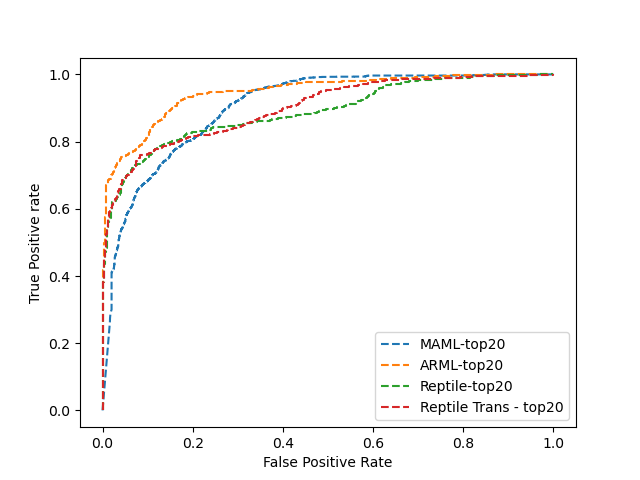 1.0
0.8
0.6
0.4
0.2
0.0
True Positive rate
0.0 0.2 0.4 0.6 0.8 1.0
False Positive Rate
MAML-top20
ARML-top20
Reptile-top20
Reptile Trans - top20